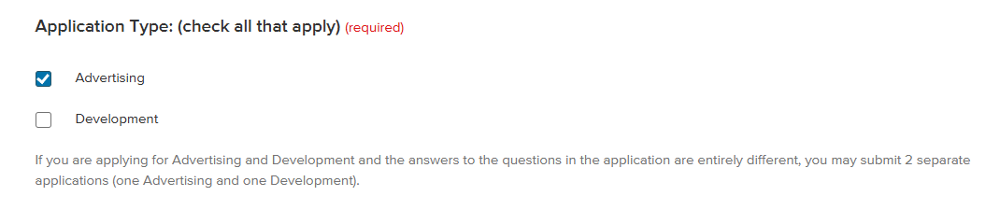 Application Type: (check all that apply) (required)
Advertising
Development
If you are applying for Advertising and Development and the answers to the questions in the application are entirely different, you may submit 2 separate
applications (one Advertising and one Development).